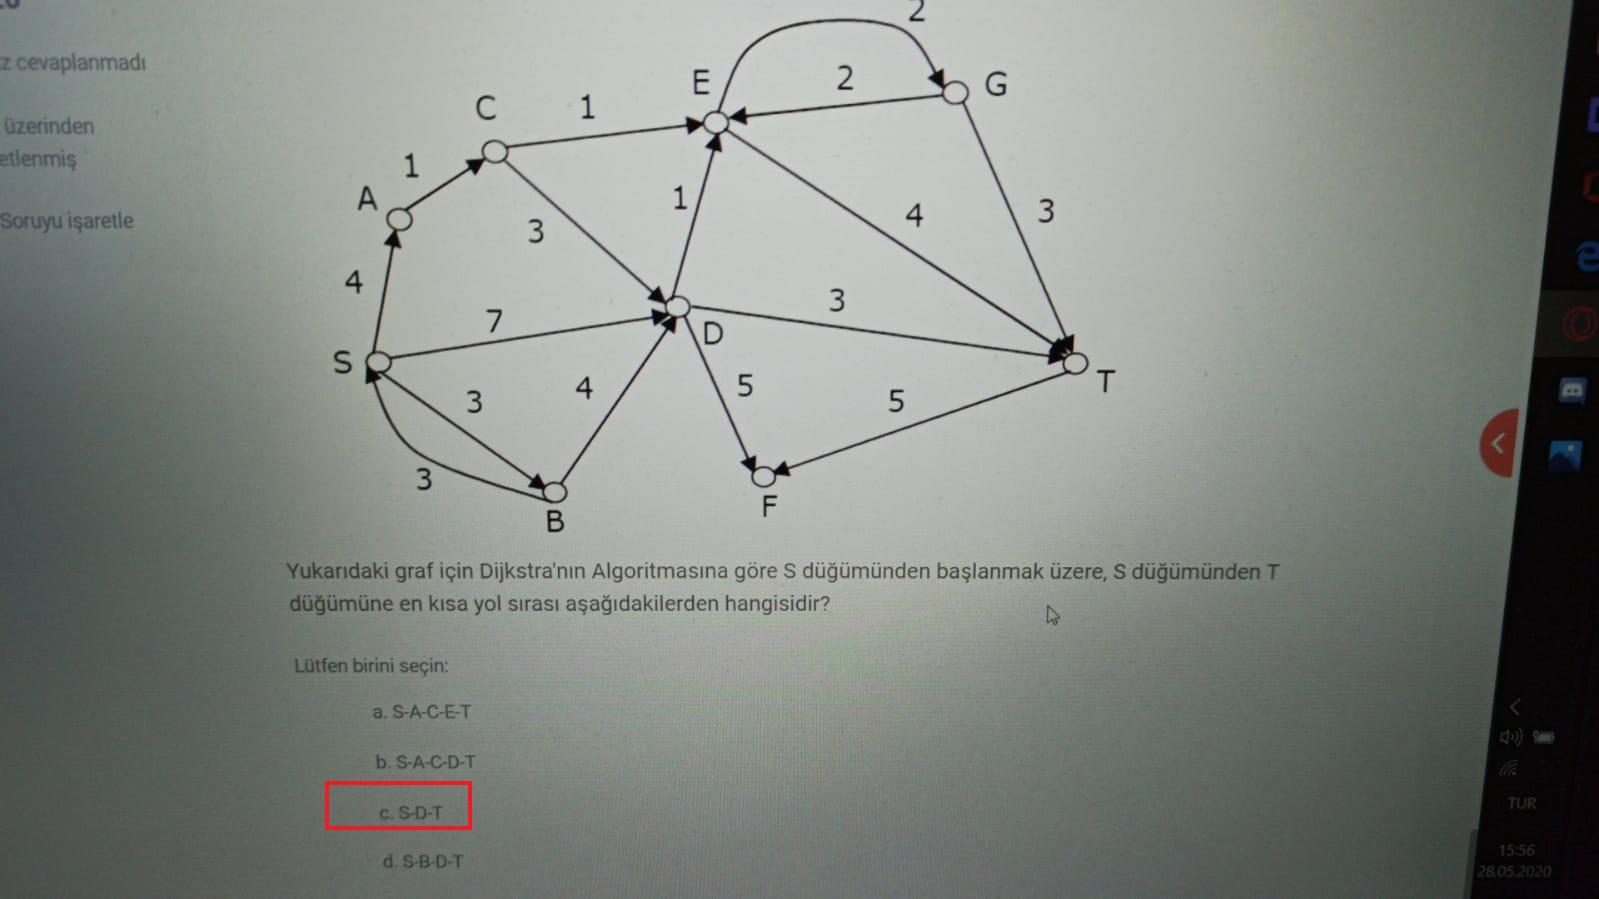 z cevaplanmadı
üzerinden
etlenmiş
Soruyu işaretle
2
E
2
G
C
1
1
A
1
3
4
3
4
7
3
D
S
T
3
4
5
5
3
F
B
Yukarıdaki graf için Dijkstra'nın Algoritmasına göre S düğümünden başlanmak üzere, S düğümünden T
düğümüne en kısa yol sırası aşağıdakilerden hangisidir?
Lütfen birini seçin:
a. S-A-C-E-T
b. S-A-C-D-T
c. S-D-T
d. S-B-D-T
TUR
15:56
28.05.2020